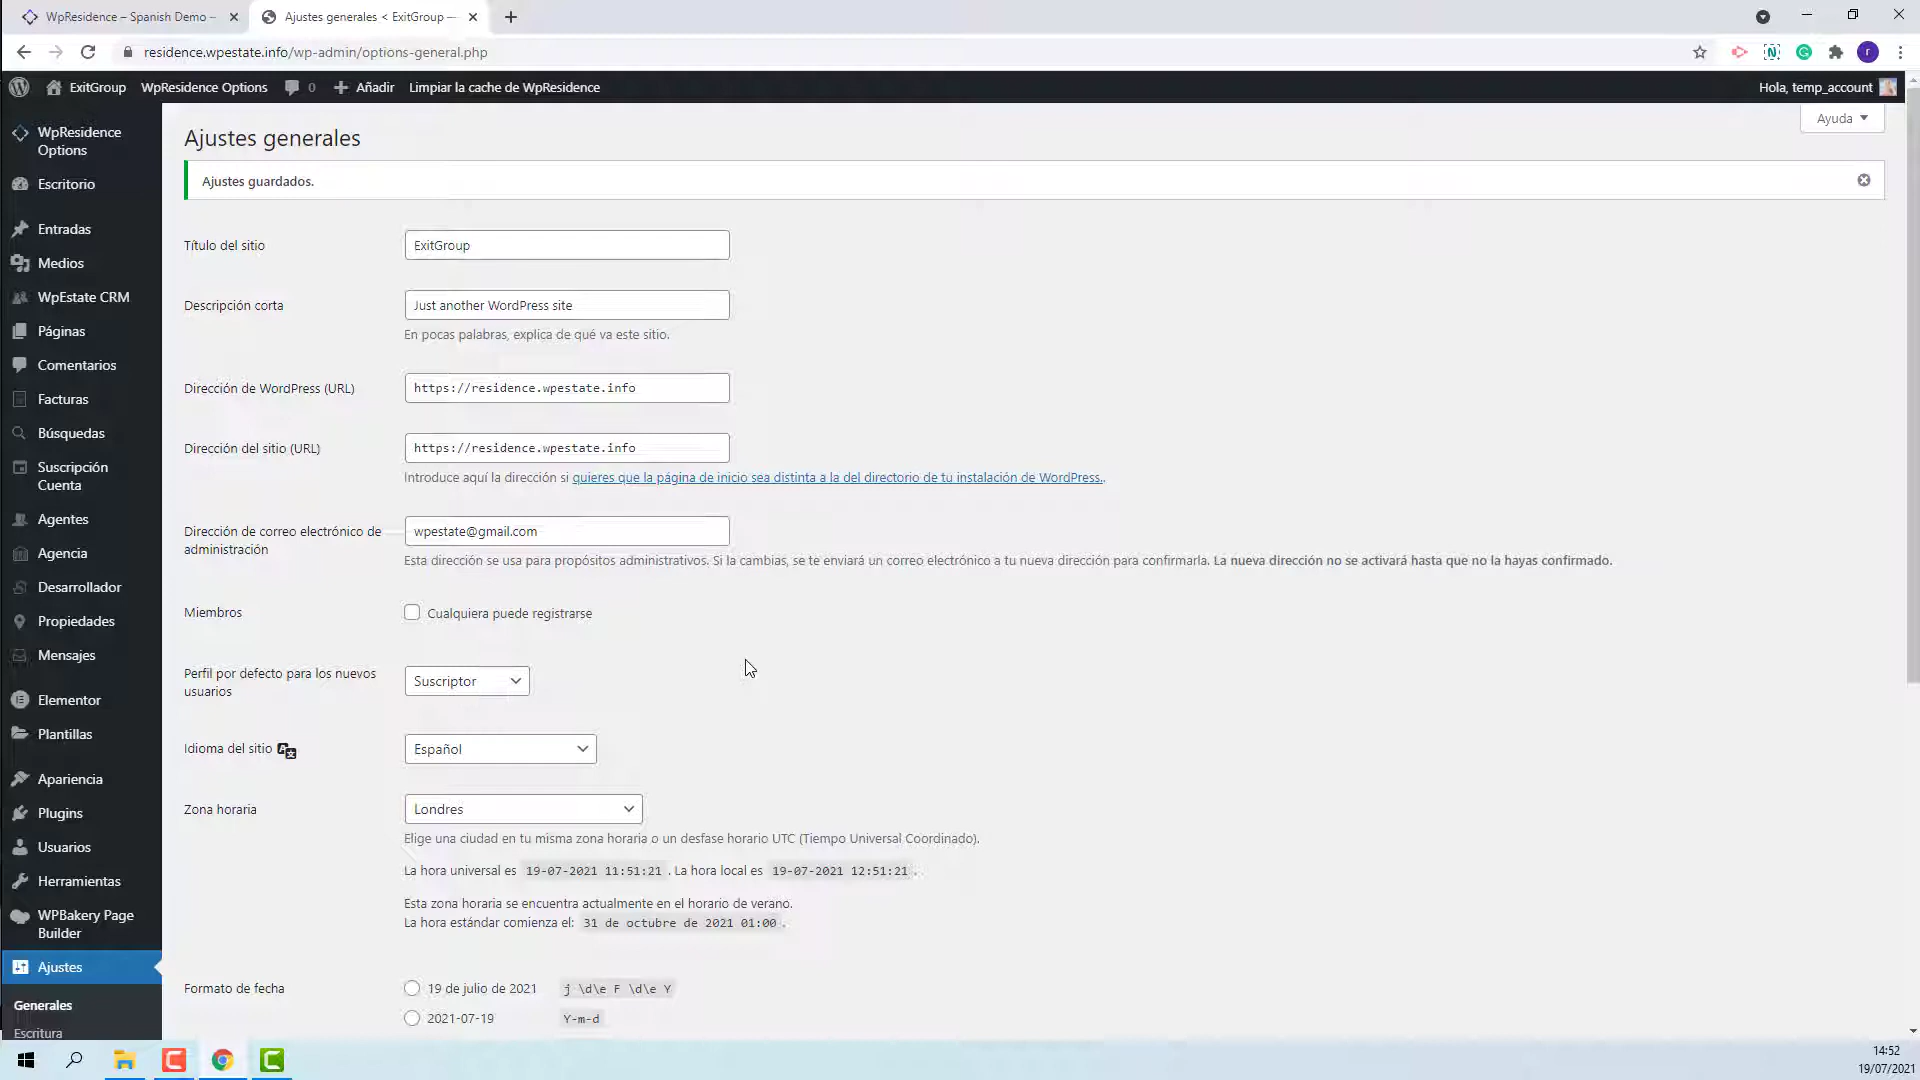 WpResidence – Spanish Demo –
Ajustes generales < ExitGroup —
residence.wpestate.info/wp-admin/options-general.php
ExitGroup
WpResidence Options
0
Añadir
Limpiar la cache de WpResidence
Hola, temp_account
WpResidence
Options
Escritorio
Entradas
Medios
WpEstate CRM
Páginas
Comentarios
Facturas
Búsquedas
Suscripción
Cuenta
Agentes
Agencia
Desarrollador
Propiedades
Mensajes
Elementor
Plantillas
Apariencia
Plugins
Usuarios
Herramientas
WPBakery Page
Builder
Ajustes
Generales
Escritura
Ayuda
Ajustes generales
Ajustes guardados.
Título del sitio
ExitGroup
Descripción corta
Just another WordPress site
En pocas palabras, explica de qué va este sitio.
Dirección de WordPress (URL)
https://residence.wpestate.info
Dirección del sitio (URL)
https://residence.wpestate.info
Introduce aquí la dirección si quieres que la página de inicio sea distinta a la del directorio de tu instalación de WordPress..
Dirección de correo electrónico de
administración
wpestate@gmail.com
Esta dirección se usa para propósitos administrativos. Si la cambias, se te enviará un correo electrónico a tu nueva dirección para confirmarla. La nueva dirección no se activará hasta que no la hayas confirmado.
Miembros
Cualquiera puede registrarse
Perfil por defecto para los nuevos
usuarios
Suscriptor
Idioma del sitio
Español
Zona horaria
Londres
Elige una ciudad en tu misma zona horaria o un desfase horario UTC (Tiempo Universal Coordinado).
La hora universal es 19-07-2021 11:51:21 . La hora local es 19-07-2021 12:51:21 .
Esta zona horaria se encuentra actualmente en el horario de verano.
La hora estándar comienza el: 31 de octubre de 2021 01:00 .
Formato de fecha
19 de julio de 2021 j \d\e F \d\e Y
2021-07-19 Y-m-d
14:52
19/07/2021